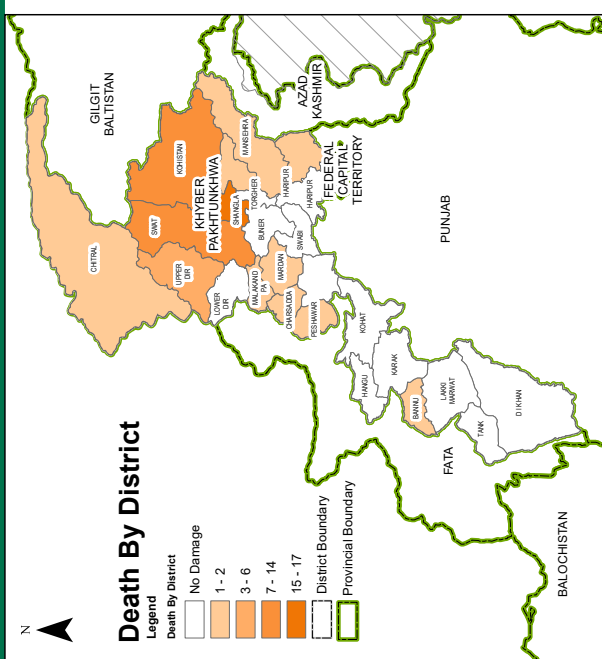 N
Death By District
Legend
Death By District
No Damage
1 - 2
3 - 6
7 - 14
15 - 17
District Boundary
Provincial Boundary
GILGIT
BALTISTAN
CHITRAL
KOHISTAN
SWAT
UPPER
DIR
KHYBER
PAKHTUNKHWA
SHANGLA
MANSEHRA
TORGHER
LOWER
DIR
BUNER
MALAKAND
PA
MARDAN
CHARSADDA
PESHAWAR
SWABI
HARIPUR
HARIPUR
AZAD
KASHMIR
FEDERAL
CAPITAL
TERRITORY
KOHAT
HANGU
KARAK
BANNU
LAKKI
MARWAT
TANK
D I KHAN
FATA
PUNJAB
BALOCHISTAN